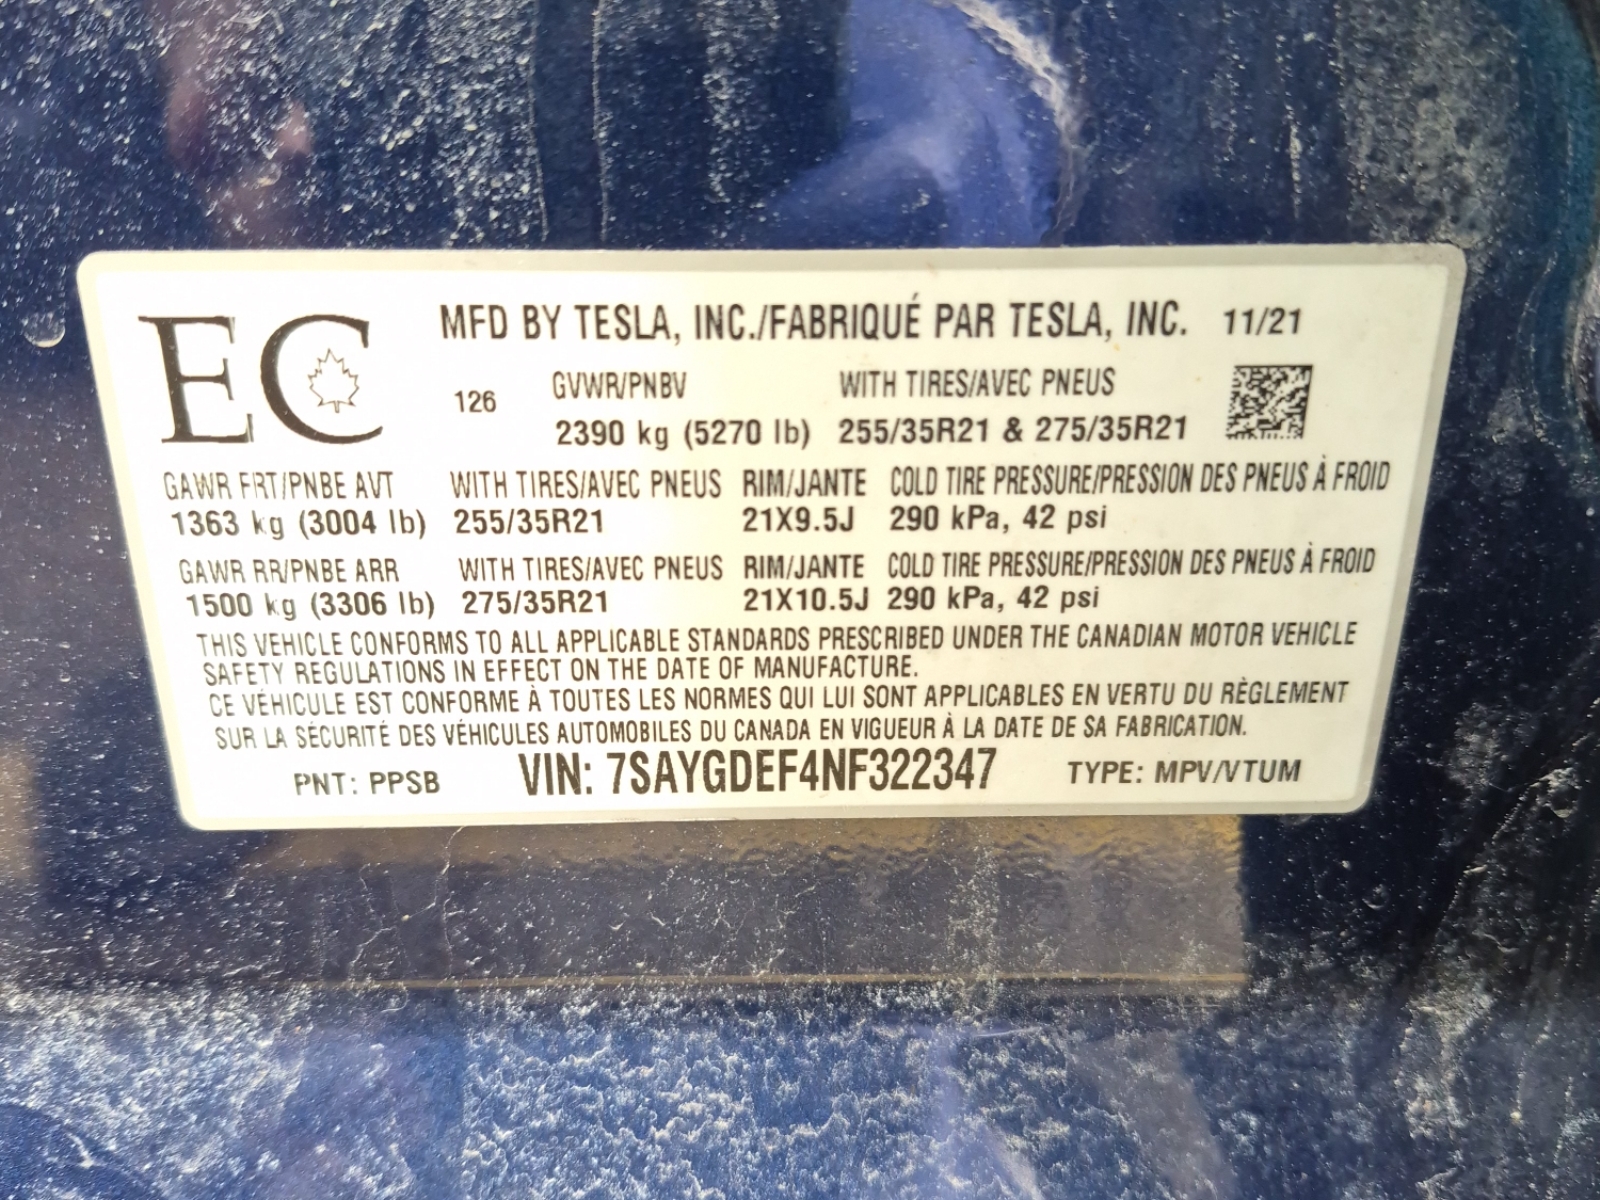 EC MFD BY TESLA, INC./FABRIQUÉ PAR TESLA, INC. 11/21
126 GVWR/PNBV WITH TIRES/AVEC PNEUS
2390 kg (5270 lb) 255/35R21 & 275/35R21
GAWR FRT/PNBE AVT WITH TIRES/AVEC PNEUS RIM/JANTE COLD TIRE PRESSURE/PRESSION DES PNEUS À FROID
1363 kg (3004 lb) 255/35R21 21X9.5J 290 kPa, 42 psi
GAWR RR/PNBE ARR WITH TIRES/AVEC PNEUS RIM/JANTE COLD TIRE PRESSURE/PRESSION DES PNEUS À FROID
1500 kg (3306 lb) 275/35R21 21X10.5J 290 kPa, 42 psi
THIS VEHICLE CONFORMS TO ALL APPLICABLE STANDARDS PRESCRIBED UNDER THE CANADIAN MOTOR VEHICLE
SAFETY REGULATIONS IN EFFECT ON THE DATE OF MANUFACTURE.
CE VÉHICULE EST CONFORME À TOUTES LES NORMES QUI LUI SONT APPLICABLES EN VERTU DU RÈGLEMENT
SUR LA SÉCURITÉ DES VÉHICULES AUTOMOBILES DU CANADA EN VIGUEUR À LA DATE DE SA FABRICATION.
PNT: PPSB VIN: 7SAYGDEF4NF322347 TYPE: MPV/VTUM